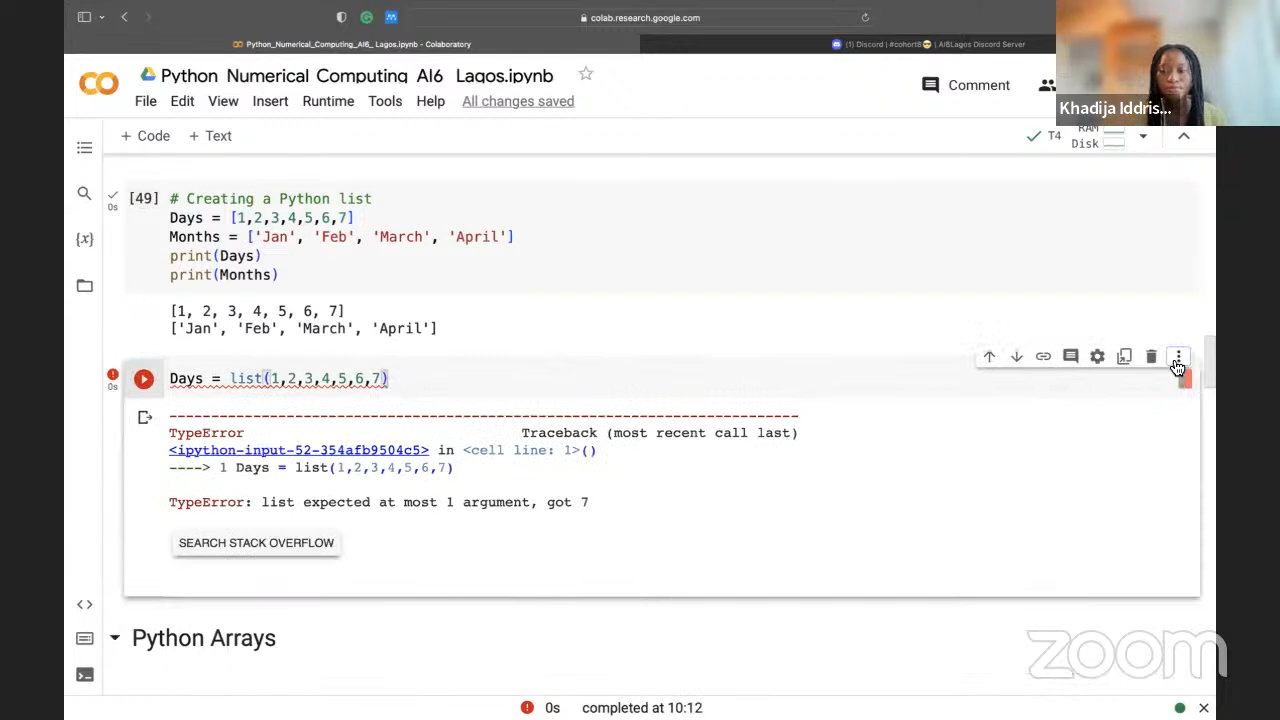 colab.research.google.com
Python_Numerical_Computing_AI6_ Lagos.ipynb - Colaboratory
(1) Discord | #cohort8😎 | AI6Lagos Discord Server
Python_Numerical_Computing_AI6_ Lagos.ipynb
File Edit View Insert Runtime Tools Help All changes saved
Comment
Khadija Iddris...
+ Code + Text
T4
RAM
Disk
[49] # Creating a Python list
0s
Days = [1,2,3,4,5,6,7]
Months = ['Jan', 'Feb', 'March', 'April']
print(Days)
print(Months)
{x}
[1, 2, 3, 4, 5, 6, 7]
['Jan', 'Feb', 'March', 'April']
Days = list(1,2,3,4,5,6,7)
0s
---------------------------------------------------------------------------
TypeError Traceback (most recent call last)
<ipython-input-52-354afb9504c5> in <cell line: 1>()
----> 1 Days = list(1,2,3,4,5,6,7)
TypeError: list expected at most 1 argument, got 7
SEARCH STACK OVERFLOW
Python Arrays
zoom
0s completed at 10:12